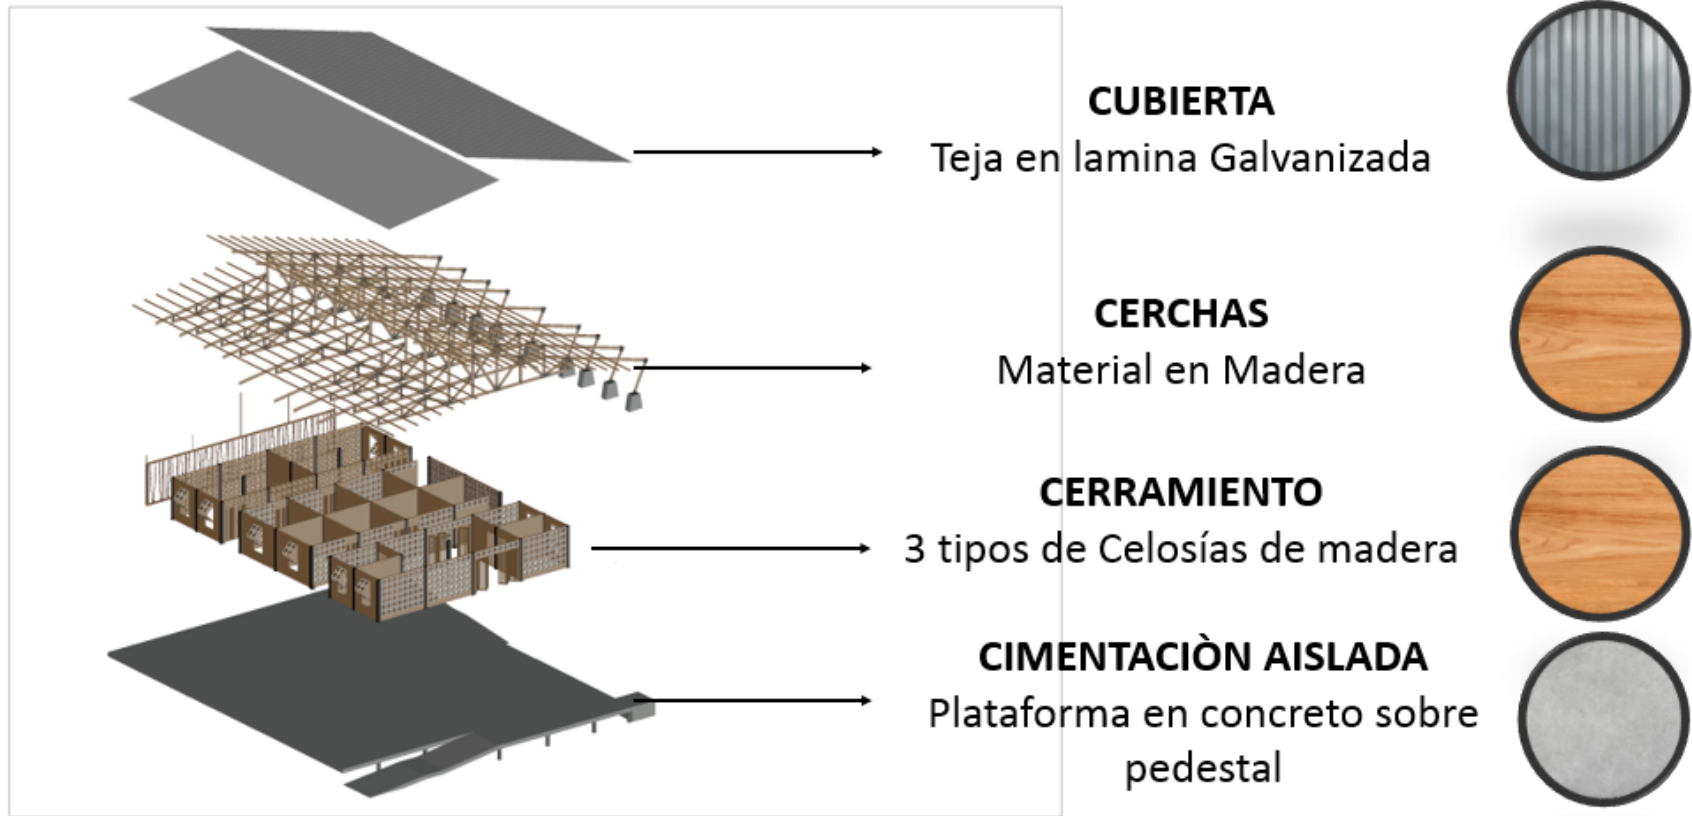 CUBIERTA
Teja en lamina Galvanizada
CERCHAS
Material en Madera
CERRAMIENTO
3 tipos de Celosías de madera
CIMENTACIÒN AISLADA
Plataforma en concreto sobre
pedestal